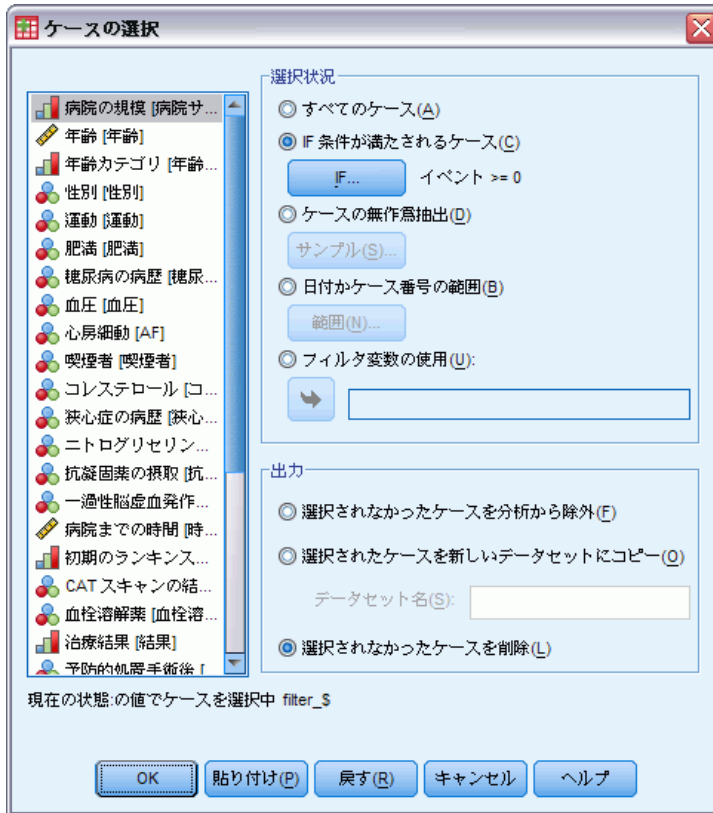 ケースの選択
病院の規模 [病院サ...
年齢 [年齢]
年齢カテゴリ [年齢...
性別 [性別]
運動 [運動]
肥満 [肥満]
糖尿病の病歴 [糖尿...
血圧 [血圧]
心房細動 [AF]
喫煙者 [喫煙者]
コレステロール [コ...
狭心症の病歴 [狭心...
ニトログリセリン...
抗凝固薬の摂取 [抗...
一過性脳虚血発作...
病院までの時間 [時...
初期のランキンス...
CAT スキャンの結...
血栓溶解薬 [血栓溶...
治療結果 [結果]
予防的処置手術後 [
選択状況
すべてのケース(A)
IF 条件が満たされるケース(C)
IF... イベント >= 0
ケースの無作為抽出(D)
サンプル(S)...
日付かケース番号の範囲(B)
範囲(N)...
フィルタ変数の使用(U):
出力
選択されなかったケースを分析から除外(F)
選択されたケースを新しいデータセットにコピー(O)
データセット名(S):
選択されなかったケースを削除(L)
現在の状態:の値でケースを選択中 filter_$
OK 貼り付け(P) 戻す(R) キャンセル ヘルプ